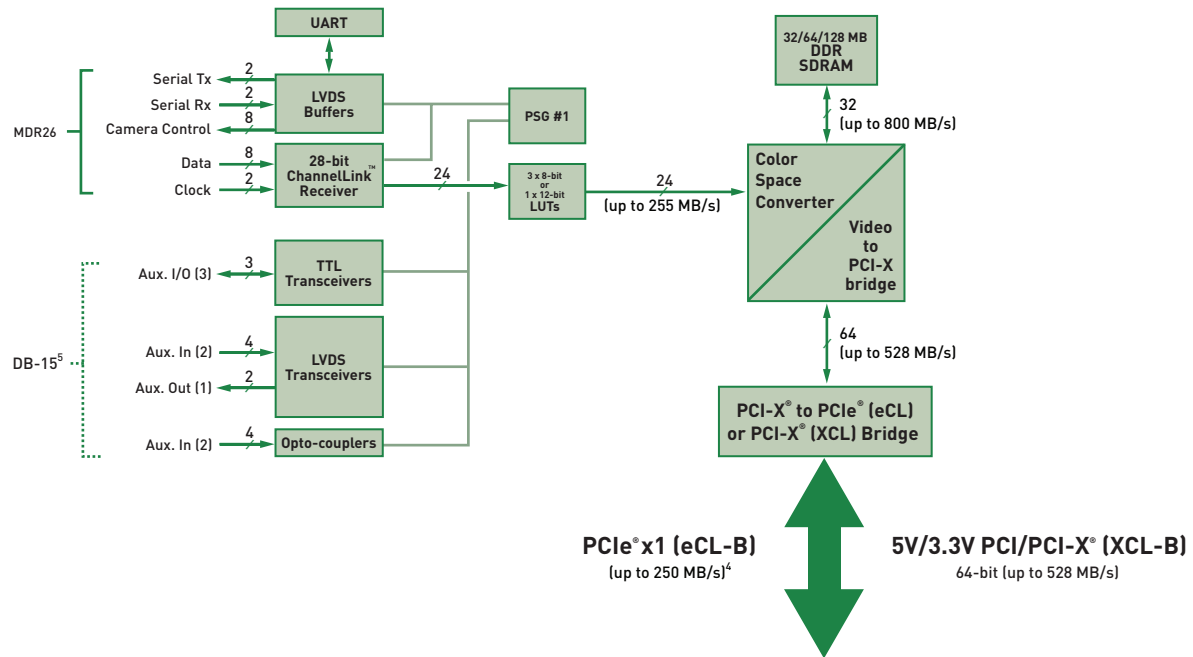 UART
32/64/128 MB
DDR
SDRAM
Serial Tx
2
Serial Rx
2
Camera Control
8
MDR26
LVDS
Buffers
PSG #1
32
(up to 800 MB/s)
Data
8
Clock
2
28-bit
ChannelLink™
Receiver
24
3 x 8-bit
or
1 x 12-bit
LUTs
24
(up to 255 MB/s)
Color
Space
Converter
Video
to
PCI-X
bridge
Aux. I/O (3)
3
TTL
Transceivers
DB-15⁵
Aux. In (2)
4
Aux. Out (1)
2
LVDS
Transceivers
64
(up to 528 MB/s)
Aux. In (2)
4
Opto-couplers
PCI-X® to PCIe® (eCL)
or PCI-X® (XCL) Bridge
PCIe® x1 (eCL-B)
(up to 250 MB/s)⁴
5V/3.3V PCI/PCI-X® (XCL-B)
64-bit (up to 528 MB/s)